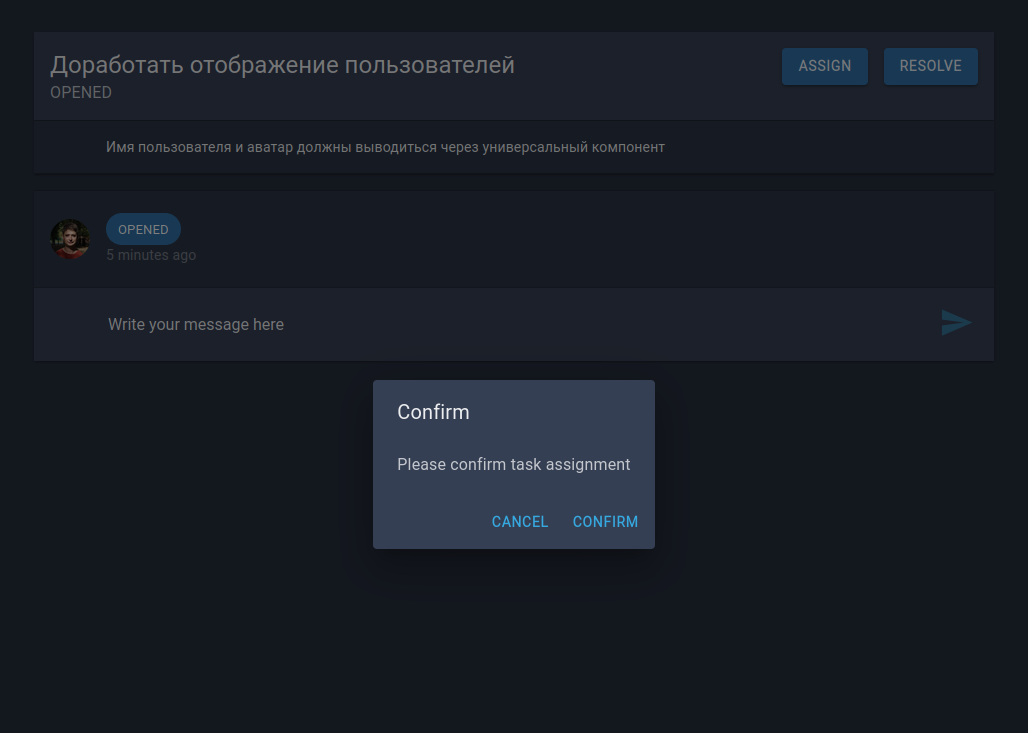 Доработать отображение пользователей
ASSIGN
RESOLVE
OPENED
Имя пользователя и аватар должны выводиться через универсальный компонент
OPENED
5 minutes ago
Write your message here
Confirm
Please confirm task assignment
CANCEL
CONFIRM